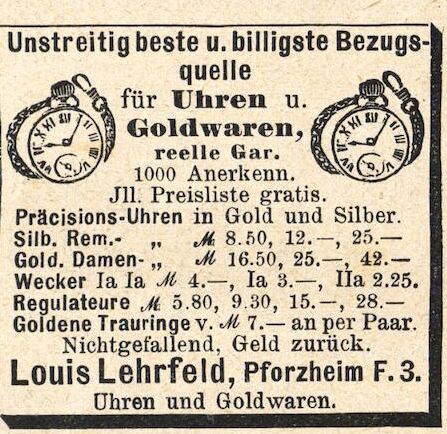 Unstreitig beste u. billigste Bezugs-
quelle
für Uhren u.
Goldwaren,
reelle Gar.
1000 Anerkenn.
Jll. Preisliste gratis.
Präcisions-Uhren in Gold und Silber.
Silb. Rem.- „ ℳ 8.50, 12.—, 25.—
Gold. Damen- „ ℳ 16.50, 25.—, 42.—
Wecker Ia Ia ℳ 4.—, Ia 3.—, IIa 2.25.
Regulateure ℳ 5.80, 9.30, 15.—, 28.—
Goldene Trauringe v. ℳ 7.— an per Paar.
Nichtgefallend, Geld zurück.
Louis Lehrfeld, Pforzheim F. 3.
Uhren und Goldwaren.